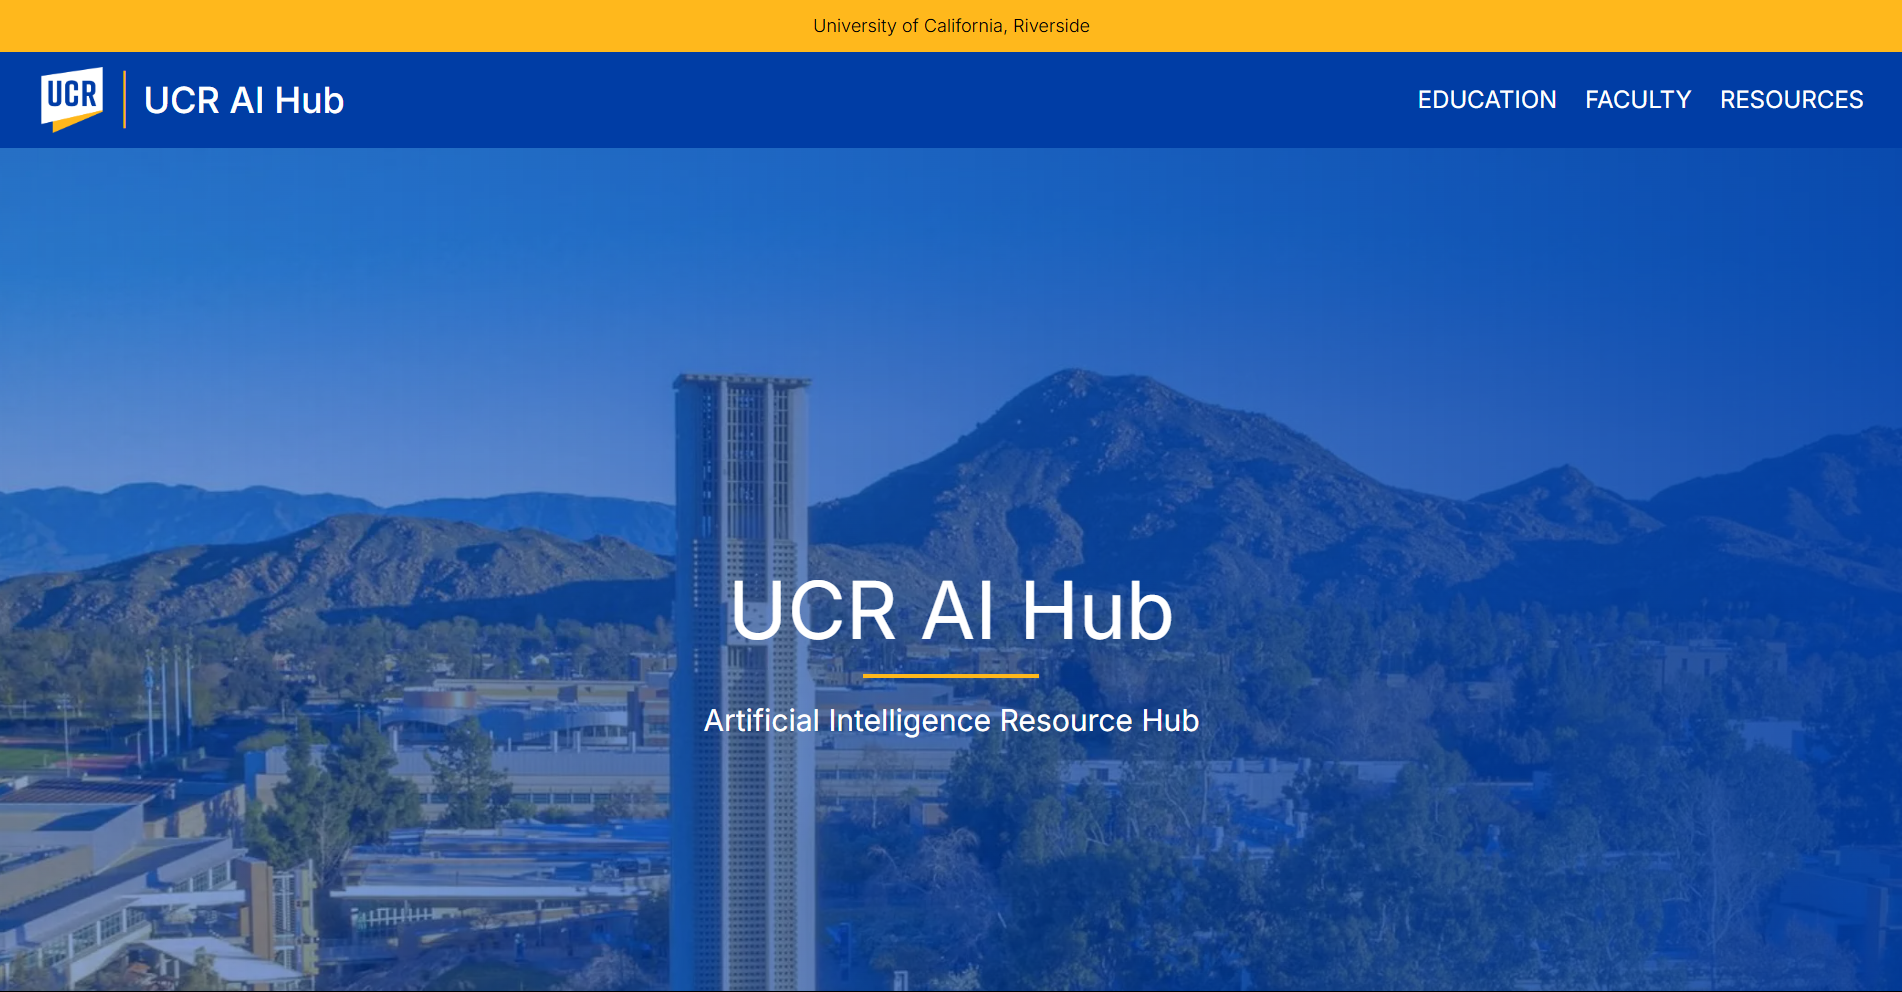 University of California, Riverside
UCR
UCR AI Hub
EDUCATION FACULTY RESOURCES
UCR AI Hub
Artificial Intelligence Resource Hub